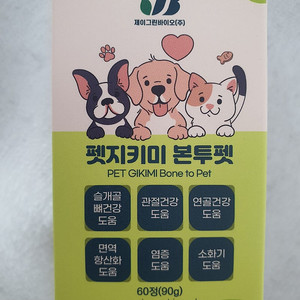 제이그린바이오(주)
펫지키미 본투펫
PET GIKIMI Bone to Pet
슬개골
뼈건강
도움
관절건강
도움
연골건강
도움
면역
항산화
도움
염증
도움
소화기
도움
60정(90g)